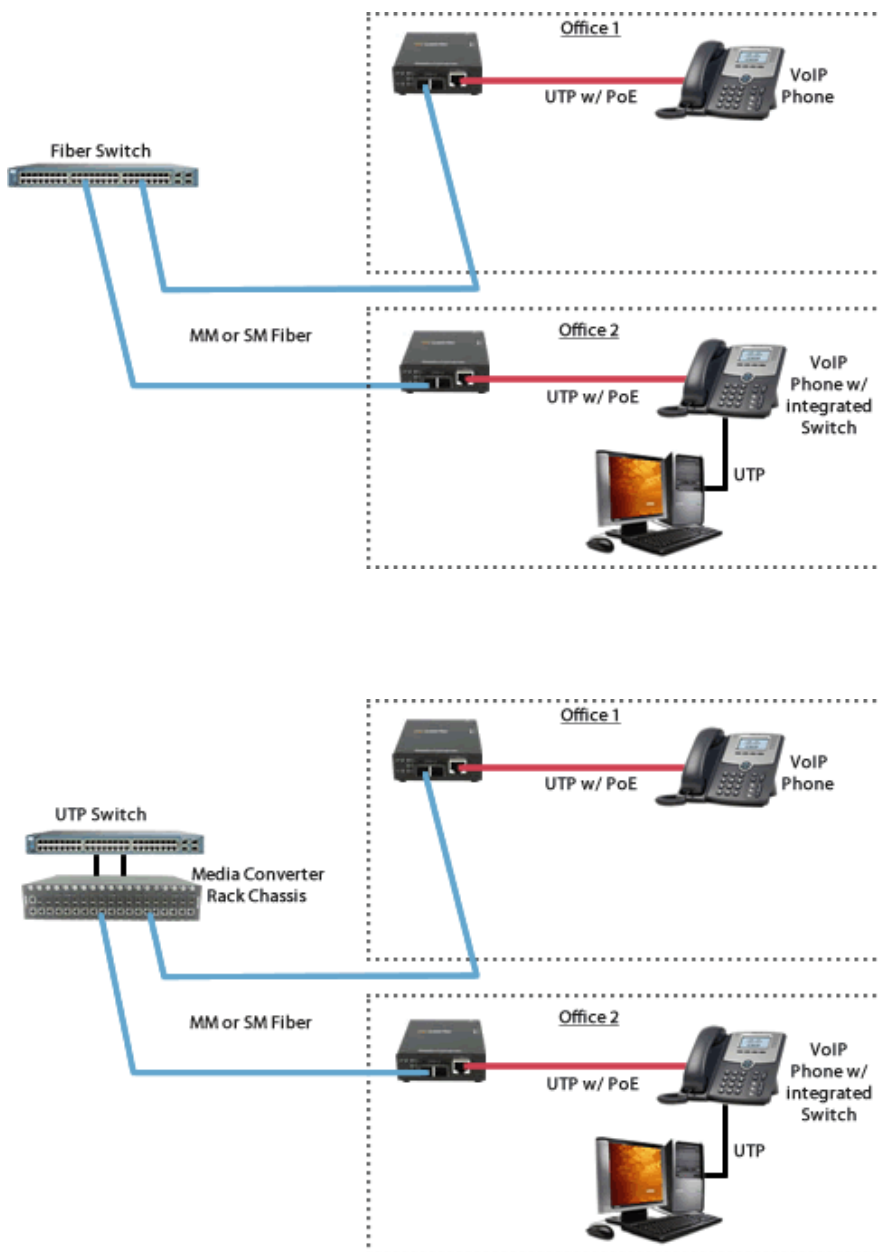 Office 1
UTP w/ PoE
VoIP
Phone
Fiber Switch
MM or SM Fiber
Office 2
UTP w/ PoE
VoIP
Phone w/
integrated
Switch
UTP
Office 1
UTP w/ PoE
VoIP
Phone
UTP Switch
Media Converter
Rack Chassis
MM or SM Fiber
Office 2
UTP w/ PoE
VoIP
Phone w/
integrated
Switch
UTP